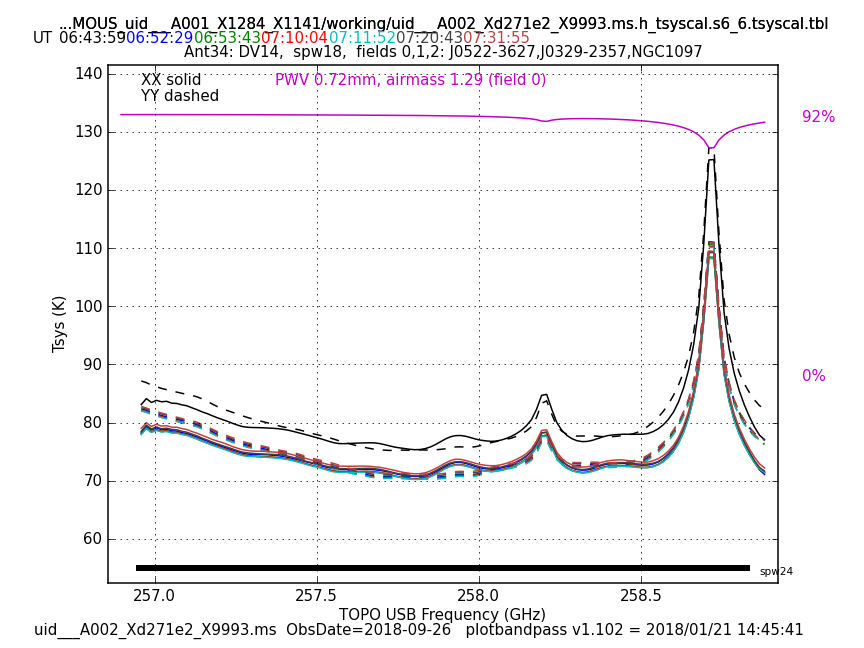 ...MOUS_uid___A001_X1284_X1141/working/uid___A002_Xd271e2_X9993.ms.h_tsyscal.s6_6.tsyscal.tbl
UT 06:43:59 06:52:29 06:53:43 07:10:04 07:11:52 07:20:43 07:31:55
Ant34: DV14,  spw18,  fields 0,1,2: J0522-3627,J0329-2357,NGC1097
XX solid
PWV 0.72mm, airmass 1.29 (field 0)
YY dashed
140
130
120
110
100
90
80
70
60
92%
0%
Tsys (K)
spw24
257.0 257.5 258.0 258.5
TOPO USB Frequency (GHz)
uid___A002_Xd271e2_X9993.ms  ObsDate=2018-09-26   plotbandpass v1.102 = 2018/01/21 14:45:41